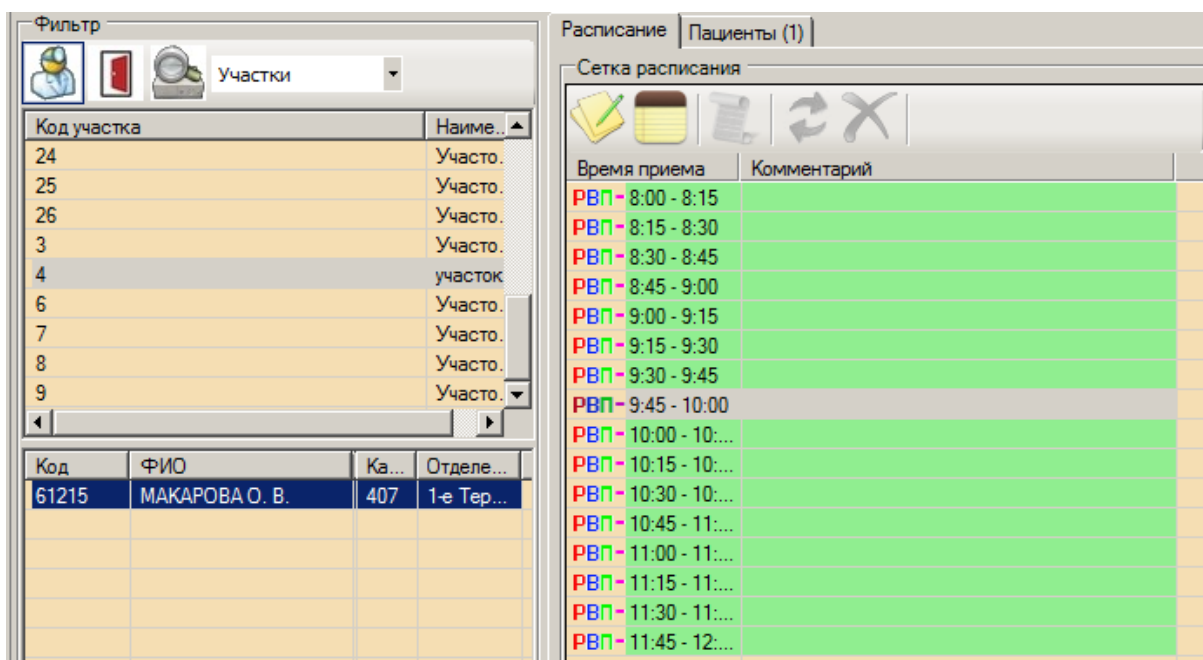 Фильтр
Участки
Код участка Наиме...
24 Участо.
25 Участо.
26 Участо.
3 Участо.
4 участок
6 Участо.
7 Участо.
8 Участо.
9 Участо.
Код ФИО Ка... Отделе...
61215 МАКАРОВА О. В. 407 1-е Тер...
Расписание Пациенты (1)
Сетка расписания
Время приема Комментарий
РВП- 8:00 - 8:15
РВП- 8:15 - 8:30
РВП- 8:30 - 8:45
РВП- 8:45 - 9:00
РВП- 9:00 - 9:15
РВП- 9:15 - 9:30
РВП- 9:30 - 9:45
РВП- 9:45 - 10:00
РВП- 10:00 - 10:...
РВП- 10:15 - 10:...
РВП- 10:30 - 10:...
РВП- 10:45 - 11:...
РВП- 11:00 - 11:...
РВП- 11:15 - 11:...
РВП- 11:30 - 11:...
РВП- 11:45 - 12:...